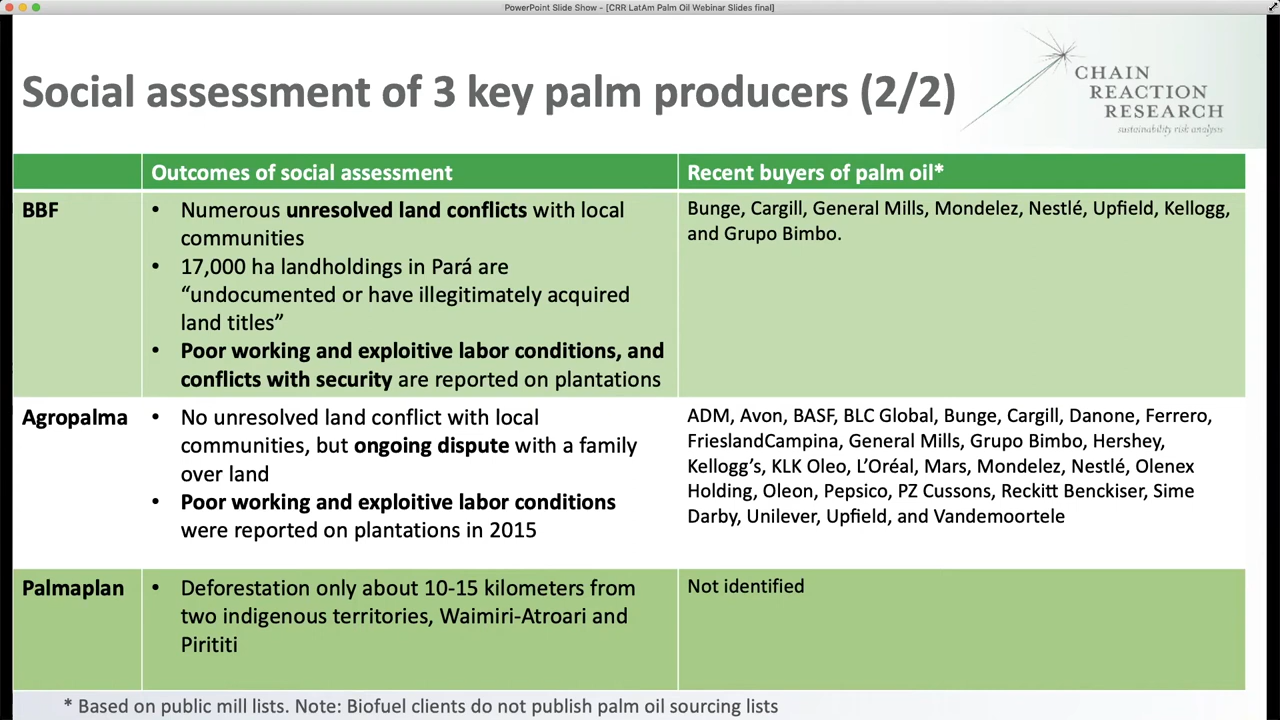 PowerPoint Slide Show - [CRR LatAm Palm Oil Webinar Slides final]
Social assessment of 3 key palm producers (2/2)
CHAIN
REACTION
RESEARCH
sustainability risk analysis
Outcomes of social assessment
Recent buyers of palm oil*
BBF
• Numerous unresolved land conflicts with local
communities
• 17,000 ha landholdings in Pará are
“undocumented or have illegitimately acquired
land titles”
• Poor working and exploitive labor conditions, and
conflicts with security are reported on plantations
Bunge, Cargill, General Mills, Mondelez, Nestlé, Upfield, Kellogg,
and Grupo Bimbo.
Agropalma
• No unresolved land conflict with local
communities, but ongoing dispute with a family
over land
• Poor working and exploitive labor conditions
were reported on plantations in 2015
ADM, Avon, BASF, BLC Global, Bunge, Cargill, Danone, Ferrero,
FrieslandCampina, General Mills, Grupo Bimbo, Hershey,
Kellogg’s, KLK Oleo, L’Oréal, Mars, Mondelez, Nestlé, Olenex
Holding, Oleon, Pepsico, PZ Cussons, Reckitt Benckiser, Sime
Darby, Unilever, Upfield, and Vandemoortele
Palmaplan
• Deforestation only about 10-15 kilometers from
two indigenous territories, Waimiri-Atroari and
Pirititi
Not identified
* Based on public mill lists. Note: Biofuel clients do not publish palm oil sourcing lists